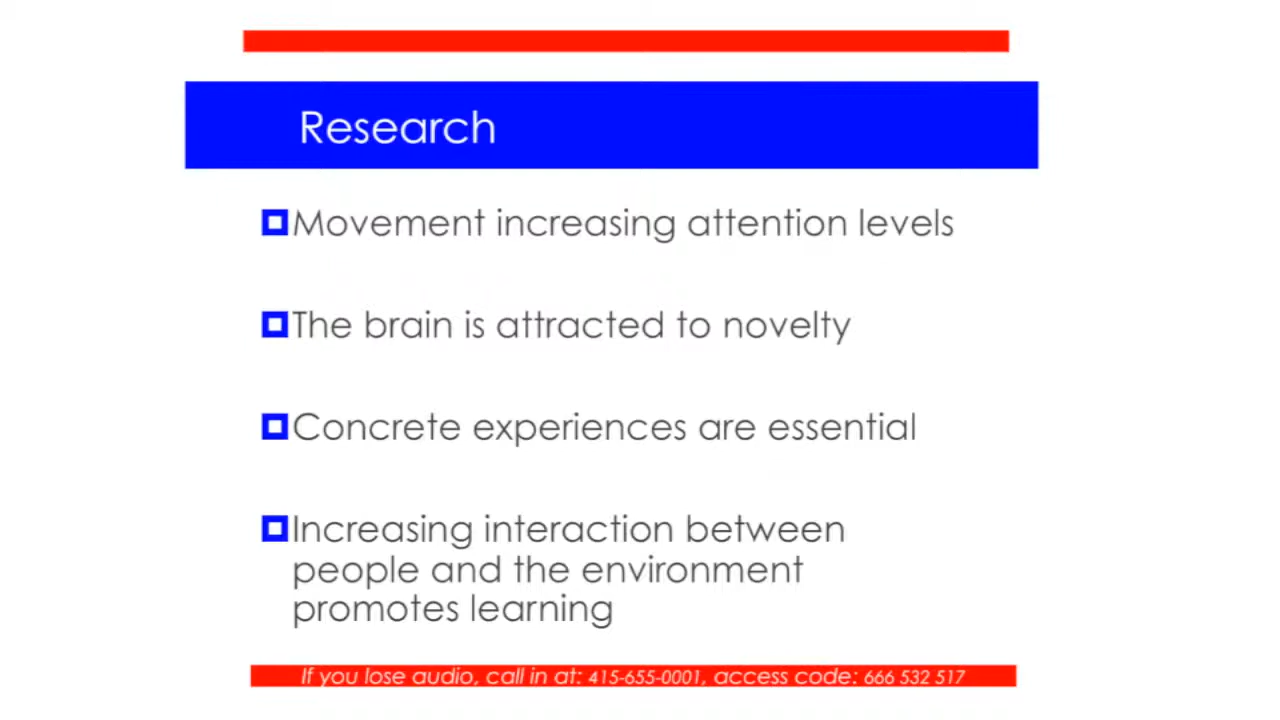 Research
Movement increasing attention levels
The brain is attracted to novelty
Concrete experiences are essential
Increasing interaction between
people and the environment
promotes learning
If you lose audio, call in at: 415-655-0001, access code: 666 532 517